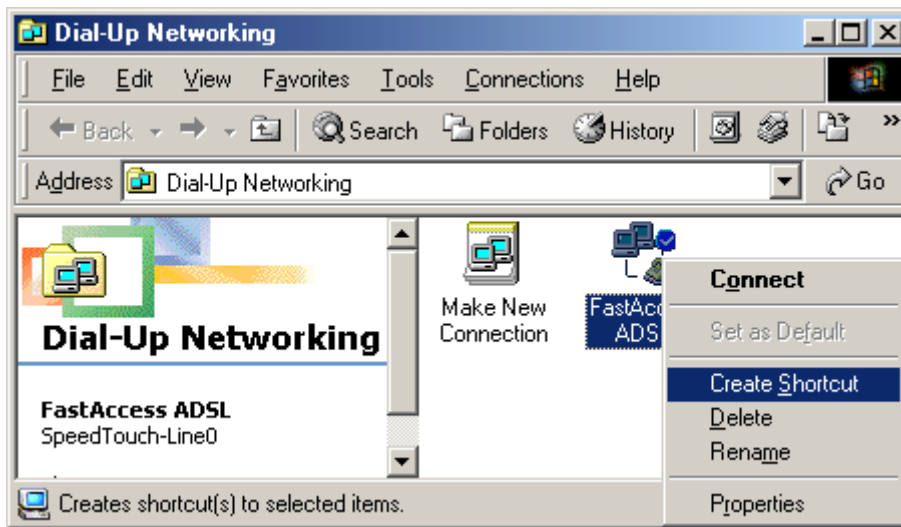 Dial-Up Networking
File Edit View Favorites Tools Connections Help
Back Search Folders History »
Address Dial-Up Networking Go
Dial-Up Networking
FastAccess ADSL
SpeedTouch-Line0
Make New
Connection
FastAcc
ADS
Connect
Set as Default
Create Shortcut
Delete
Rename
Properties
Creates shortcut(s) to selected items.